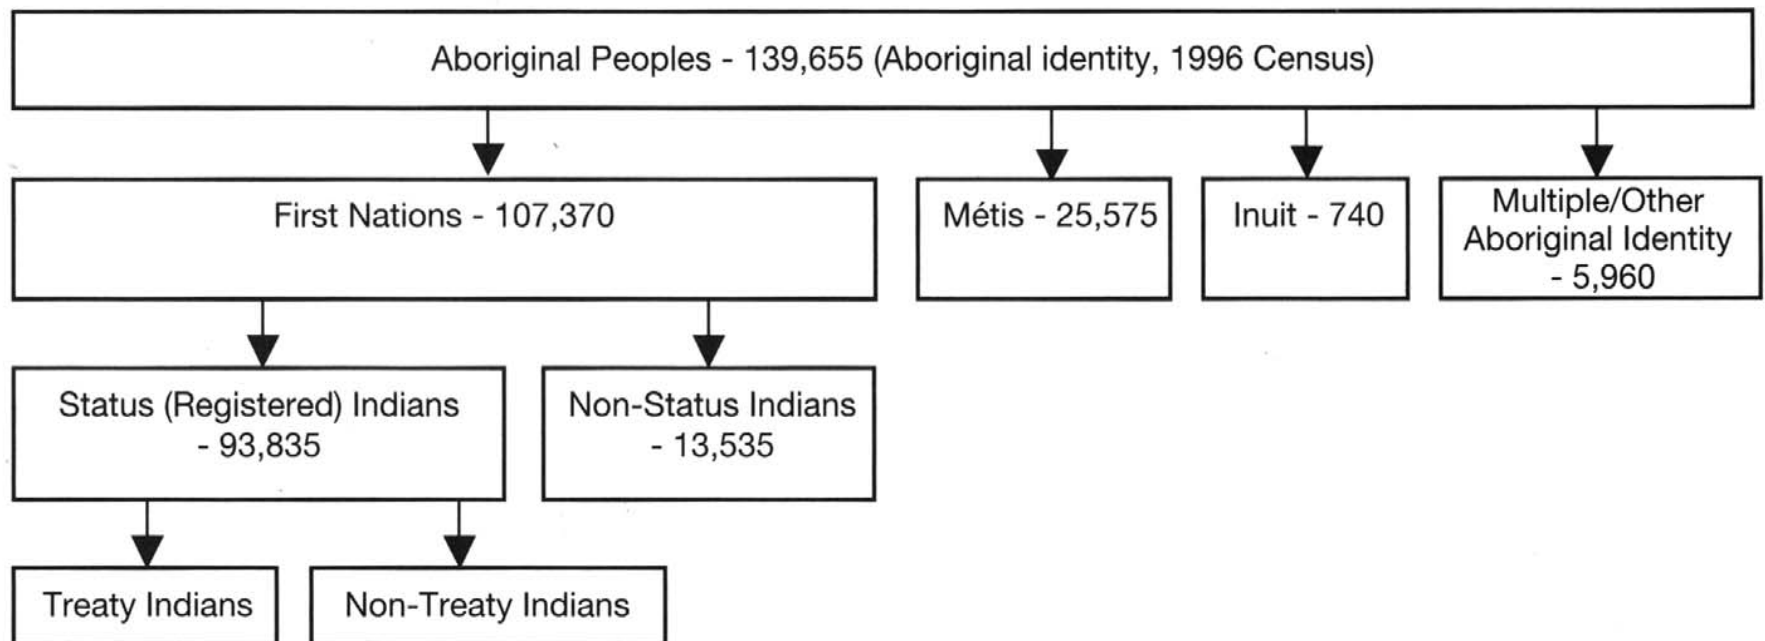 Aboriginal Peoples - 139,655 (Aboriginal identity, 1996 Census)
First Nations - 107,370
Métis - 25,575
Inuit - 740
Multiple/Other
Aboriginal Identity
- 5,960
Status (Registered) Indians
- 93,835
Non-Status Indians
- 13,535
Treaty Indians
Non-Treaty Indians